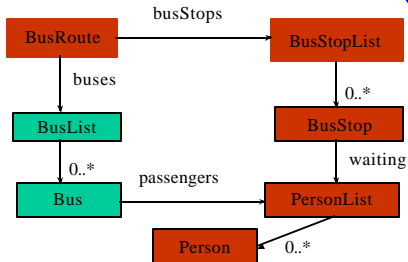 busStops
BusRoute
BusStopList
buses
0..*
BusList
BusStop
0..*
waiting
passengers
Bus
PersonList
Person
0..*